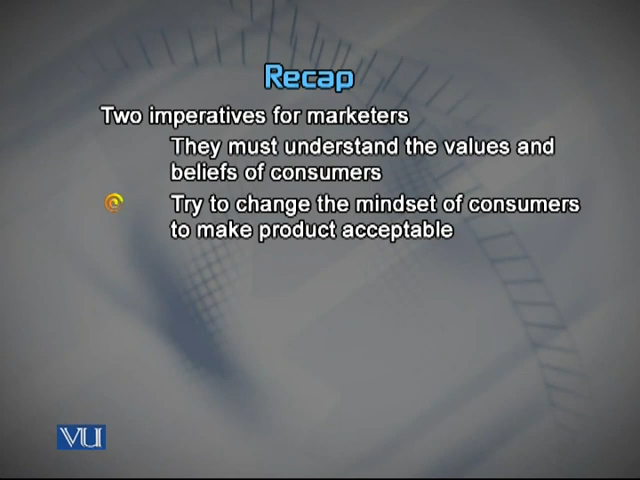 Recap
Two imperatives for marketers
They must understand the values and
beliefs of consumers
Try to change the mindset of consumers
to make product acceptable
VU